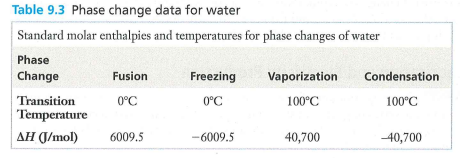 Table 9.3 Phase change data for water
Standard molar enthalpies and temperatures for phase changes of water
Phase
Change Fusion Freezing Vaporization Condensation
Transition 0°C 0°C 100°C 100°C
Temperature
ΔH (J/mol) 6009.5 −6009.5 40,700 −40,700